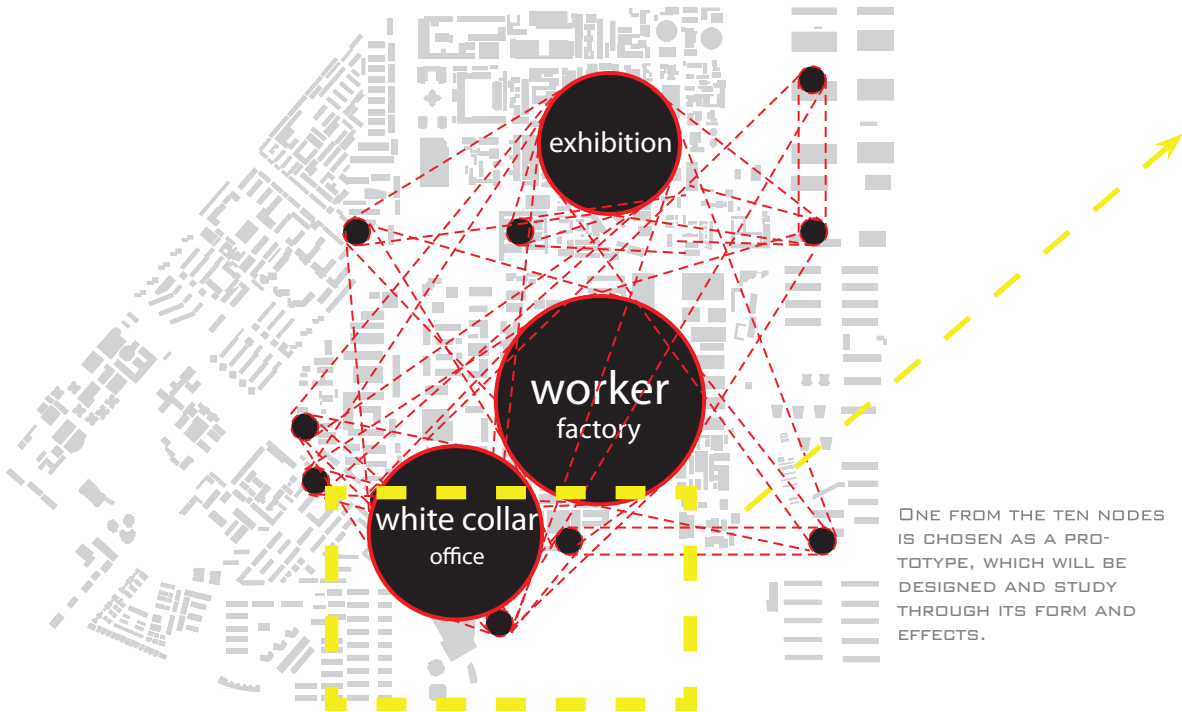 exhibition
worker
factory
white collar
office
ONE FROM THE TEN NODES
IS CHOSEN AS A PRO-
TOTYPE, WHICH WILL BE
DESIGNED AND STUDY
THROUGH ITS FORM AND
EFFECTS.